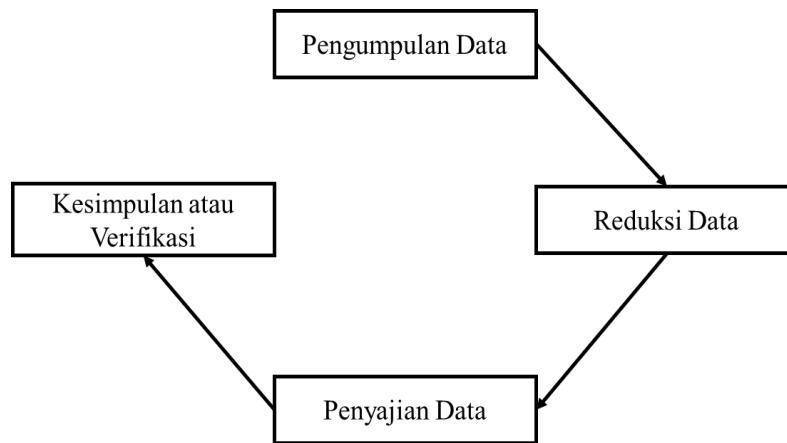 Pengumpulan Data
Reduksi Data
Penyajian Data
Kesimpulan atau
Verifikasi